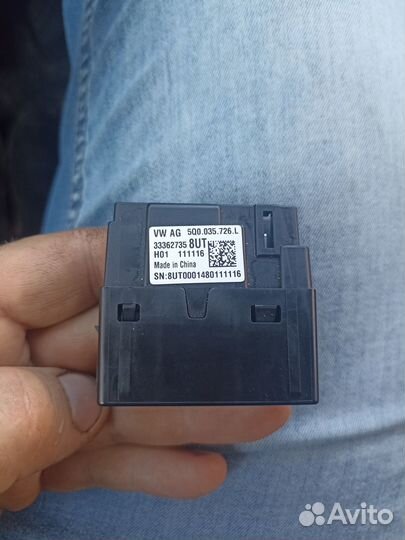 VW AG 5Q0.035.726.L
33362735 8UT
H01 111116
Made in China
SN:8UT0001480111116
Avito